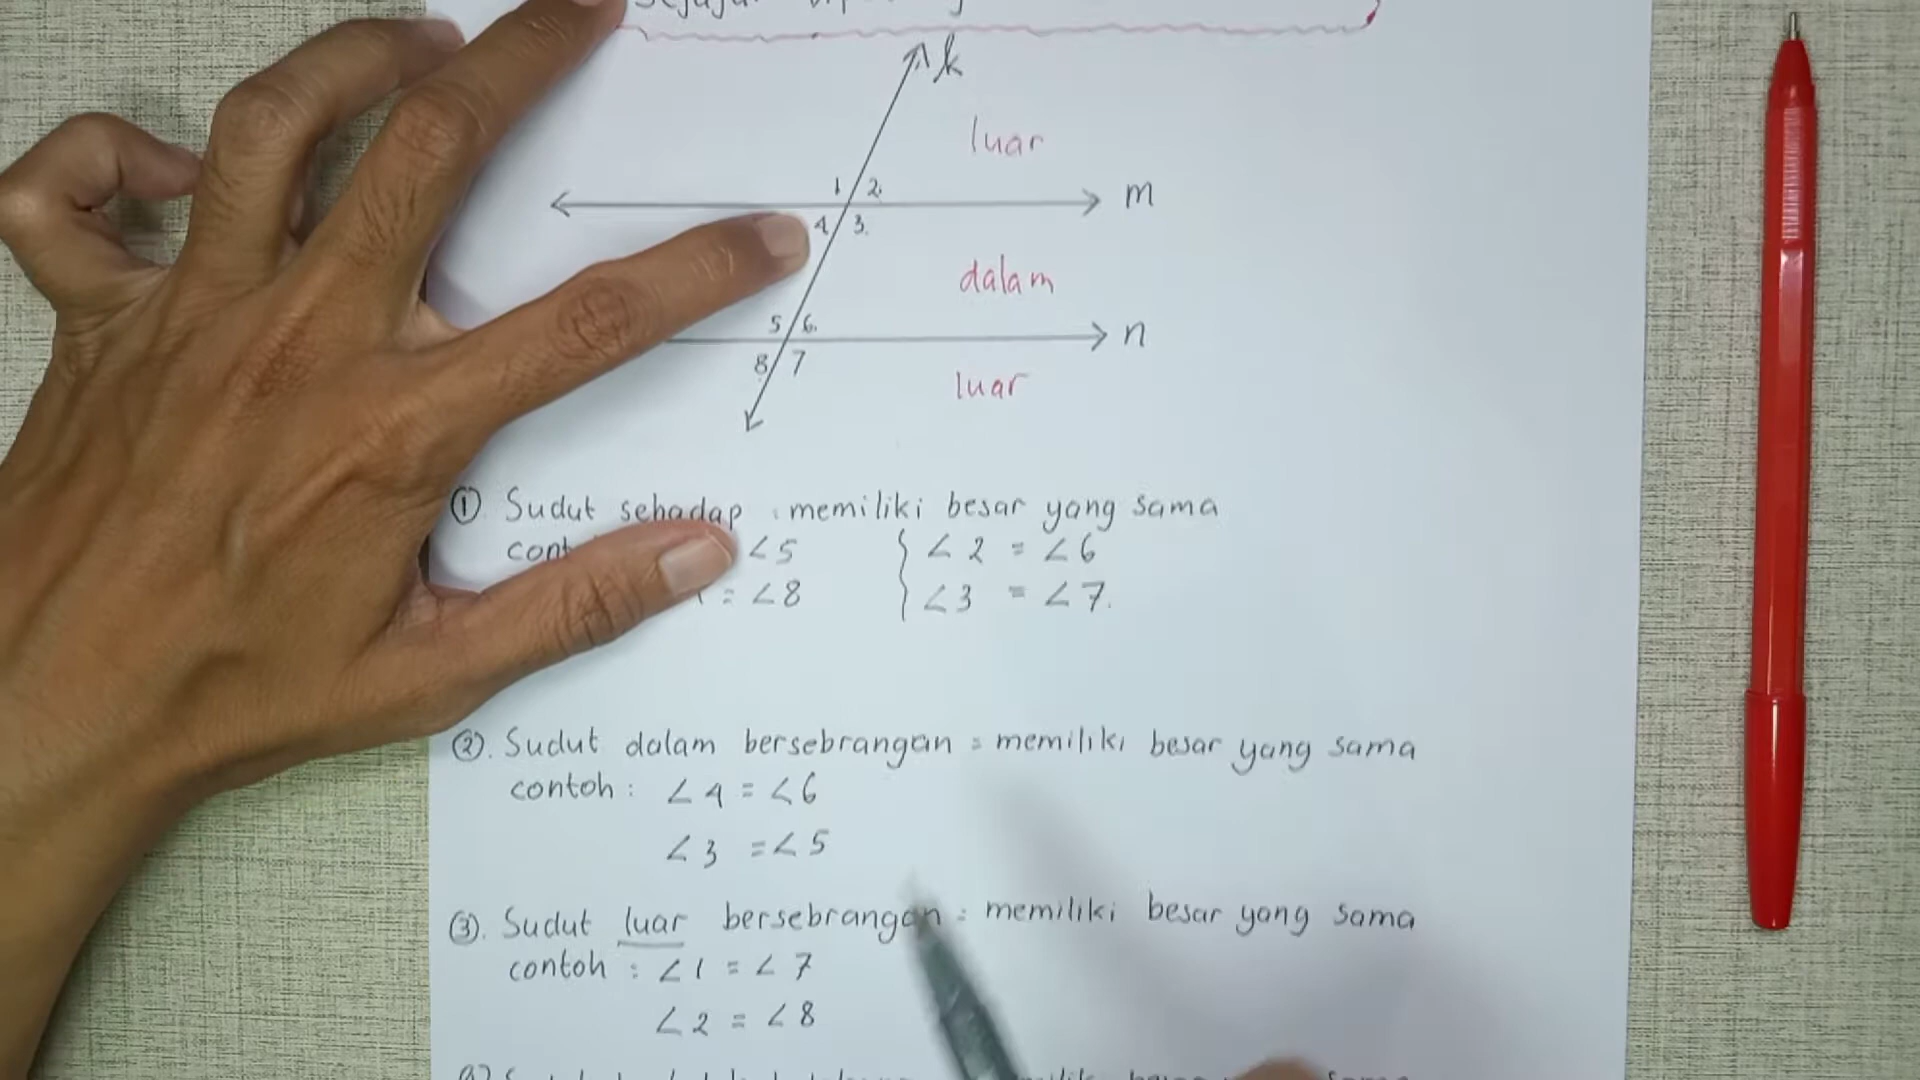 k
luar
1 2.
m
4 3.
dalam
5 6.
n
8 7
luar
① Sudut sehadap : memiliki besar yang sama
∠5 { ∠2 = ∠6
= ∠8 ∠3 = ∠7.
②. Sudut dalam bersebrangan = memiliki besar yang sama
contoh : ∠4 = ∠6
∠3 = ∠5
③. Sudut luar bersebrangan : memiliki besar yang sama
contoh : ∠1 = ∠7
∠2 = ∠8